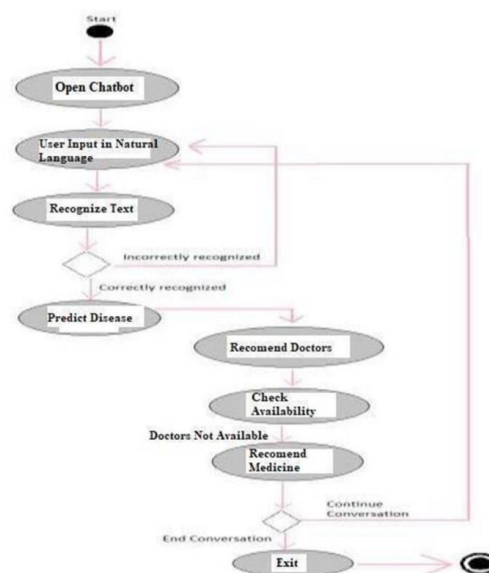 Start
Open Chatbot
User Input in Natural
Language
Recognize Text
Incorrectly recognized
Correctly recognized
Predict Disease
Recomend Doctors
Check
Availability
Doctors Not Available
Recomend
Medicine
Continue
Conversation
End Conversation
Exit